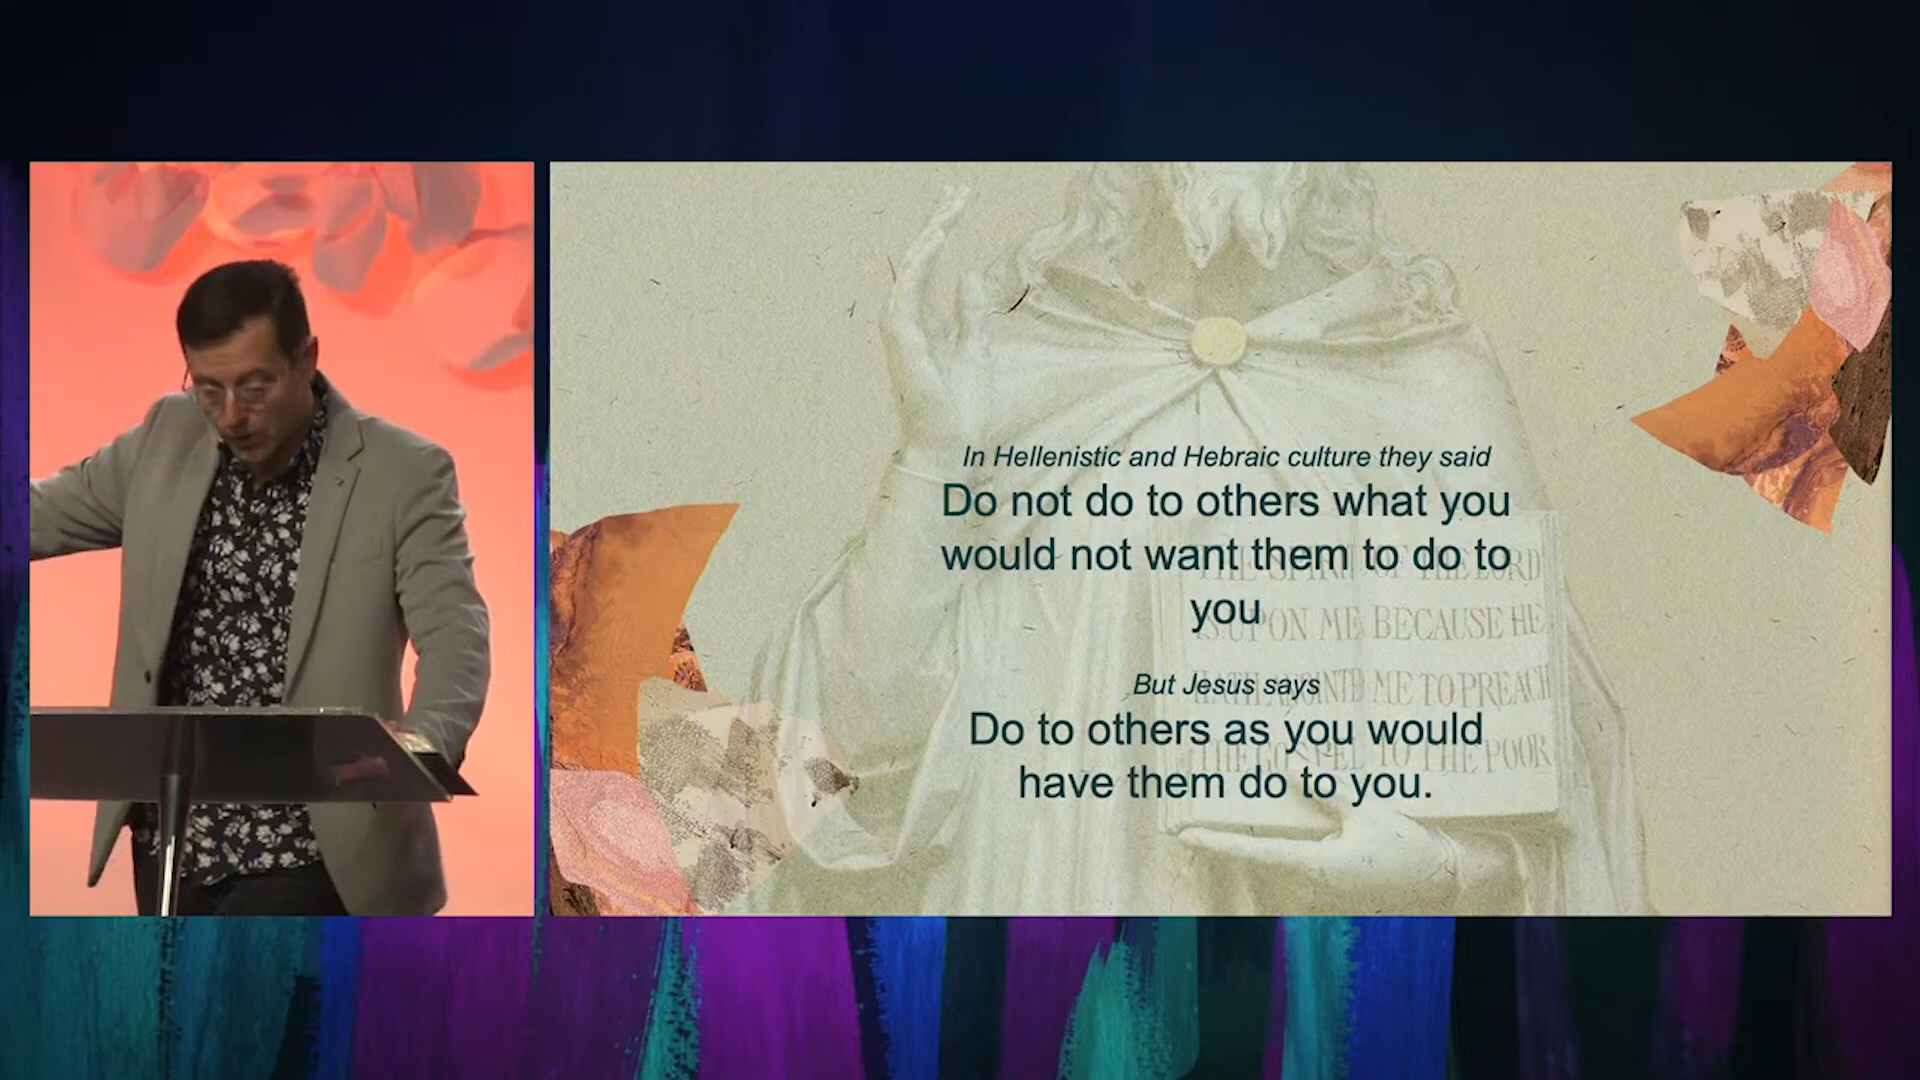 In Hellenistic and Hebraic culture they said
Do not do to others what you
would not want them to do to
you
But Jesus says
Do to others as you would
have them do to you.
THE SPIRIT OF THE LORD
IS UPON ME BECAUSE HE
HATH ANOINTED ME TO PREACH
THE GOSPEL TO THE POOR